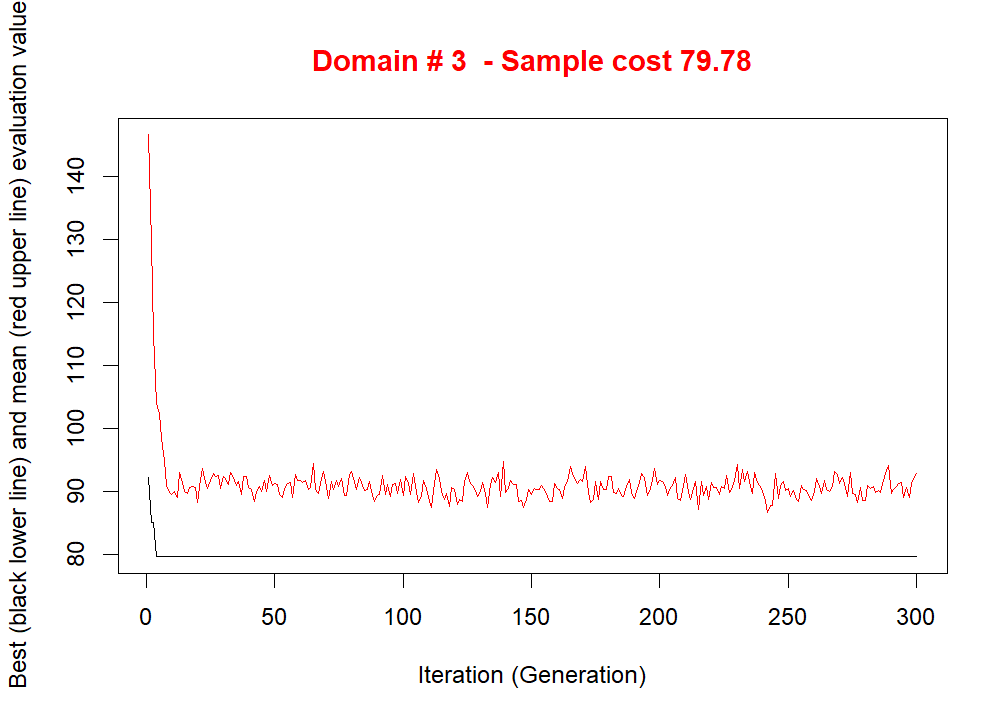 Domain # 3  - Sample cost 79.78
Best (black lower line) and mean (red upper line) evaluation value
140
130
120
110
100
90
80
0 50 100 150 200 250 300
Iteration (Generation)